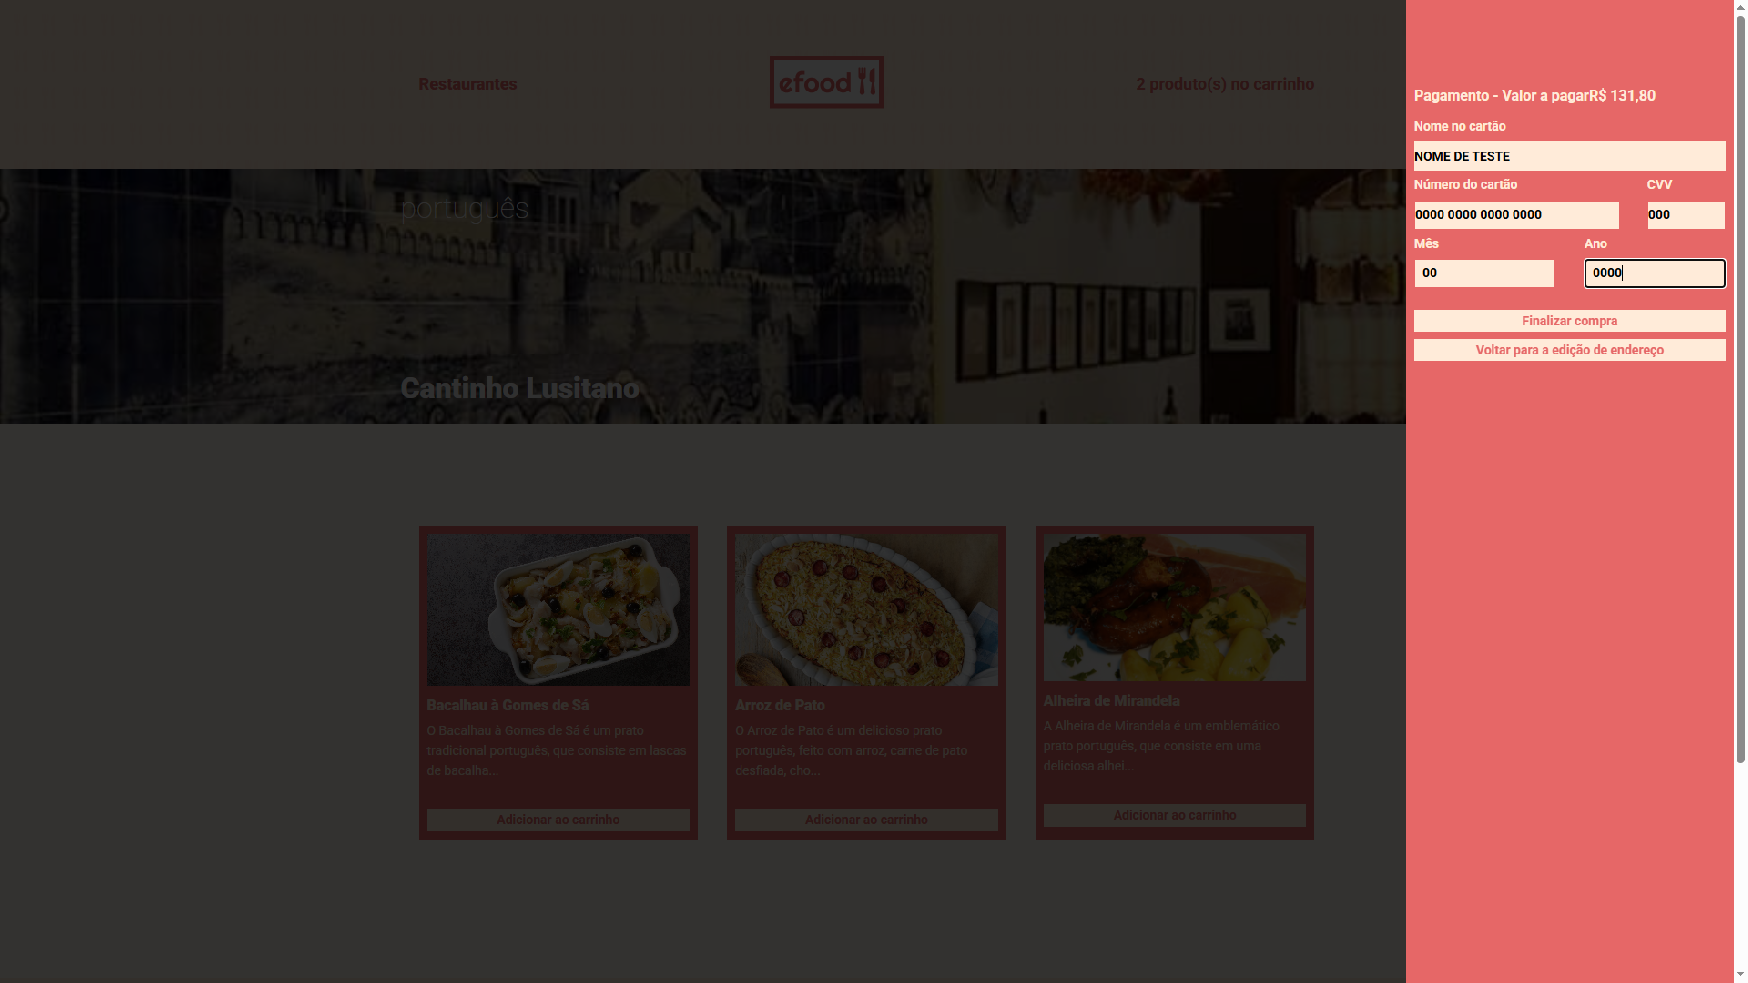 Restaurantes
efood
2 produto(s) no carrinho
português
Cantinho Lusitano
Bacalhau à Gomes de Sá
O Bacalhau à Gomes de Sá é um prato
tradicional português, que consiste em lascas
de bacalha...
Adicionar ao carrinho
Arroz de Pato
O Arroz de Pato é um delicioso prato
português, feito com arroz, carne de pato
desfiada, cho...
Adicionar ao carrinho
Alheira de Mirandela
A Alheira de Mirandela é um emblemático
prato português, que consiste em uma
deliciosa alhei...
Adicionar ao carrinho
Pagamento - Valor a pagarR$ 131,80
Nome no cartão
NOME DE TESTE
Número do cartão CVV
0000 0000 0000 0000 000
Mês Ano
00 0000
Finalizar compra
Voltar para a edição de endereço